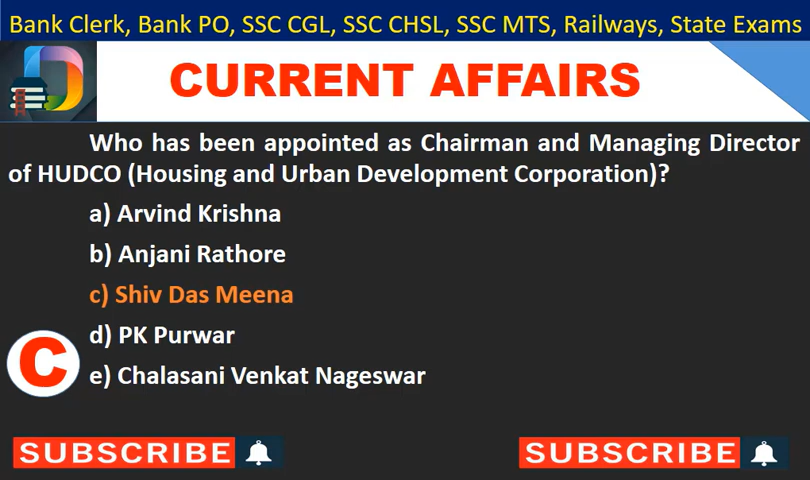 Bank Clerk, Bank PO, SSC CGL, SSC CHSL, SSC MTS, Railways, State Exams
CURRENT AFFAIRS
Who has been appointed as Chairman and Managing Director
of HUDCO (Housing and Urban Development Corporation)?
a) Arvind Krishna
b) Anjani Rathore
c) Shiv Das Meena
d) PK Purwar
C
e) Chalasani Venkat Nageswar
SUBSCRIBE
SUBSCRIBE